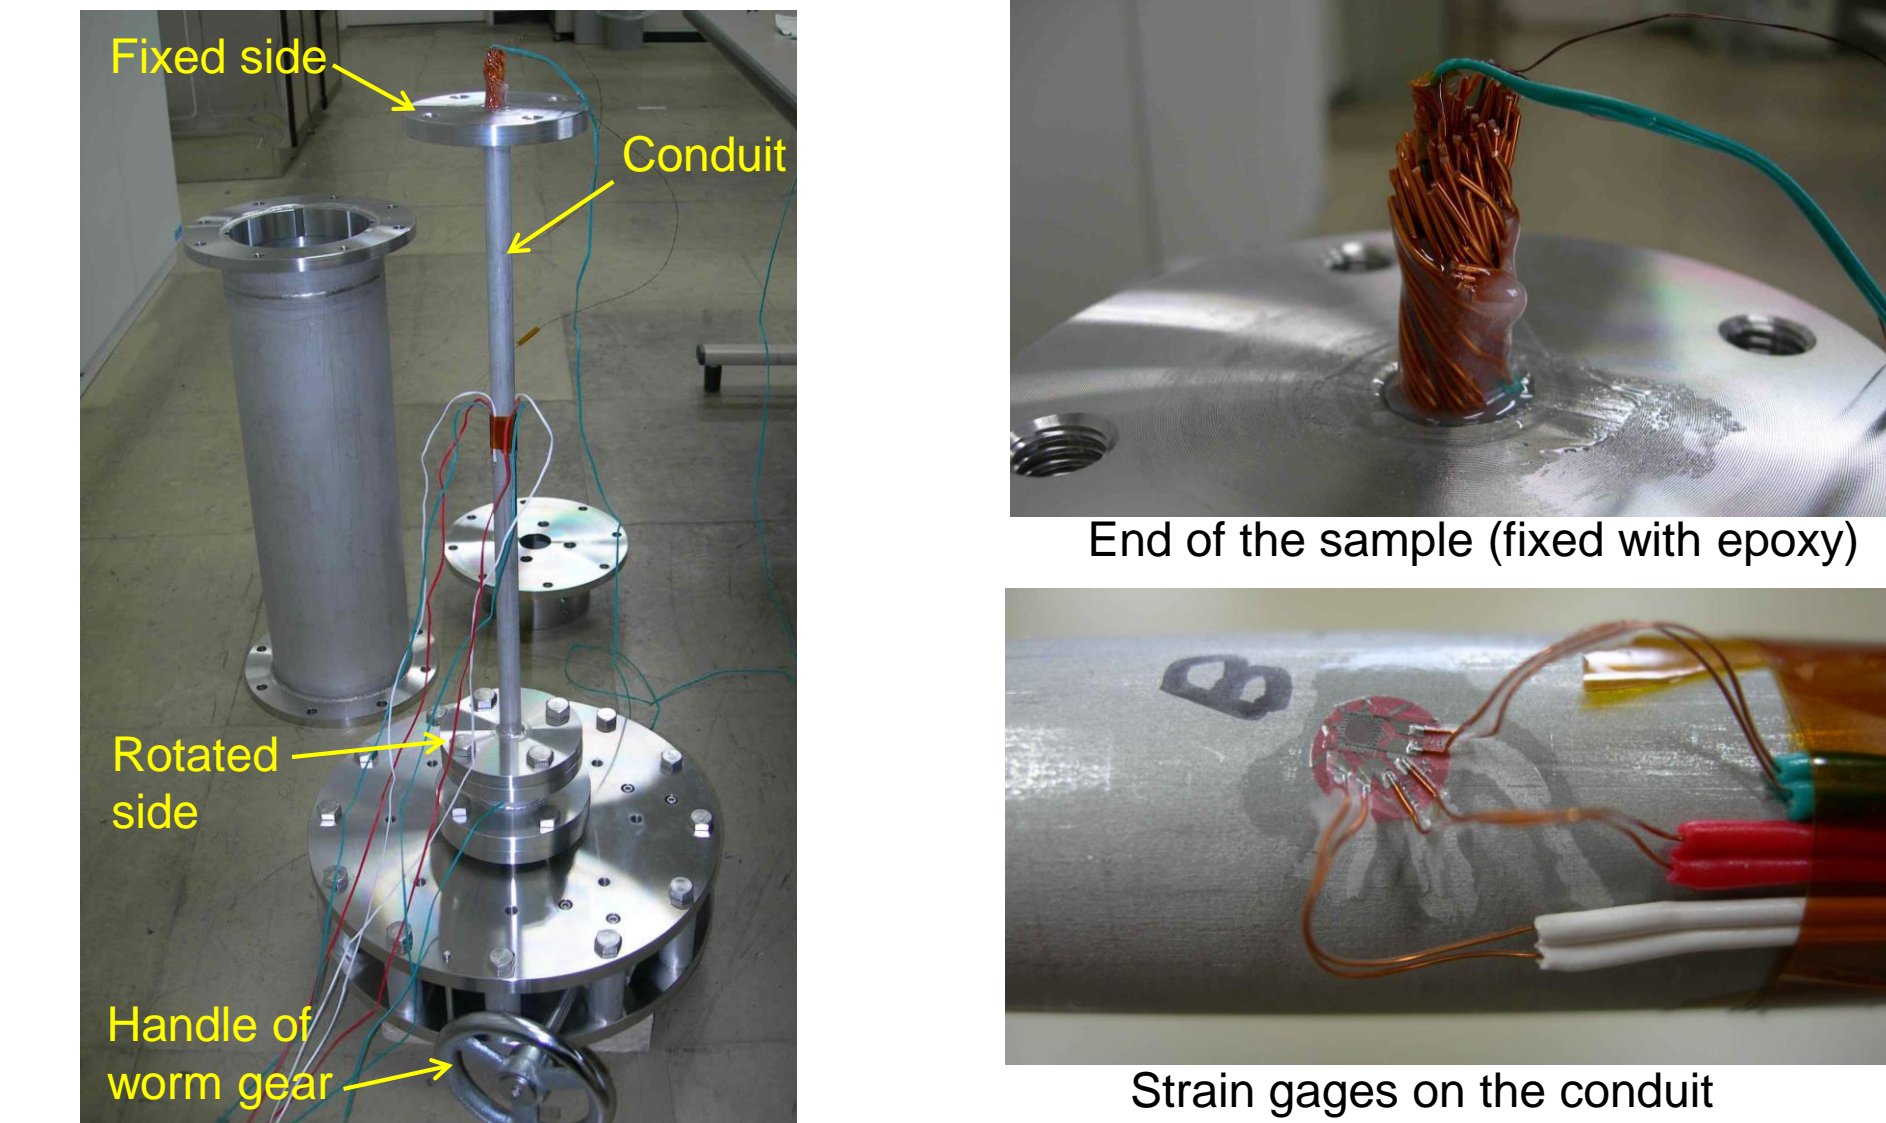 Fixed side
Conduit
Rotated
side
Handle of
worm gear
End of the sample (fixed with epoxy)
B
Strain gages on the conduit